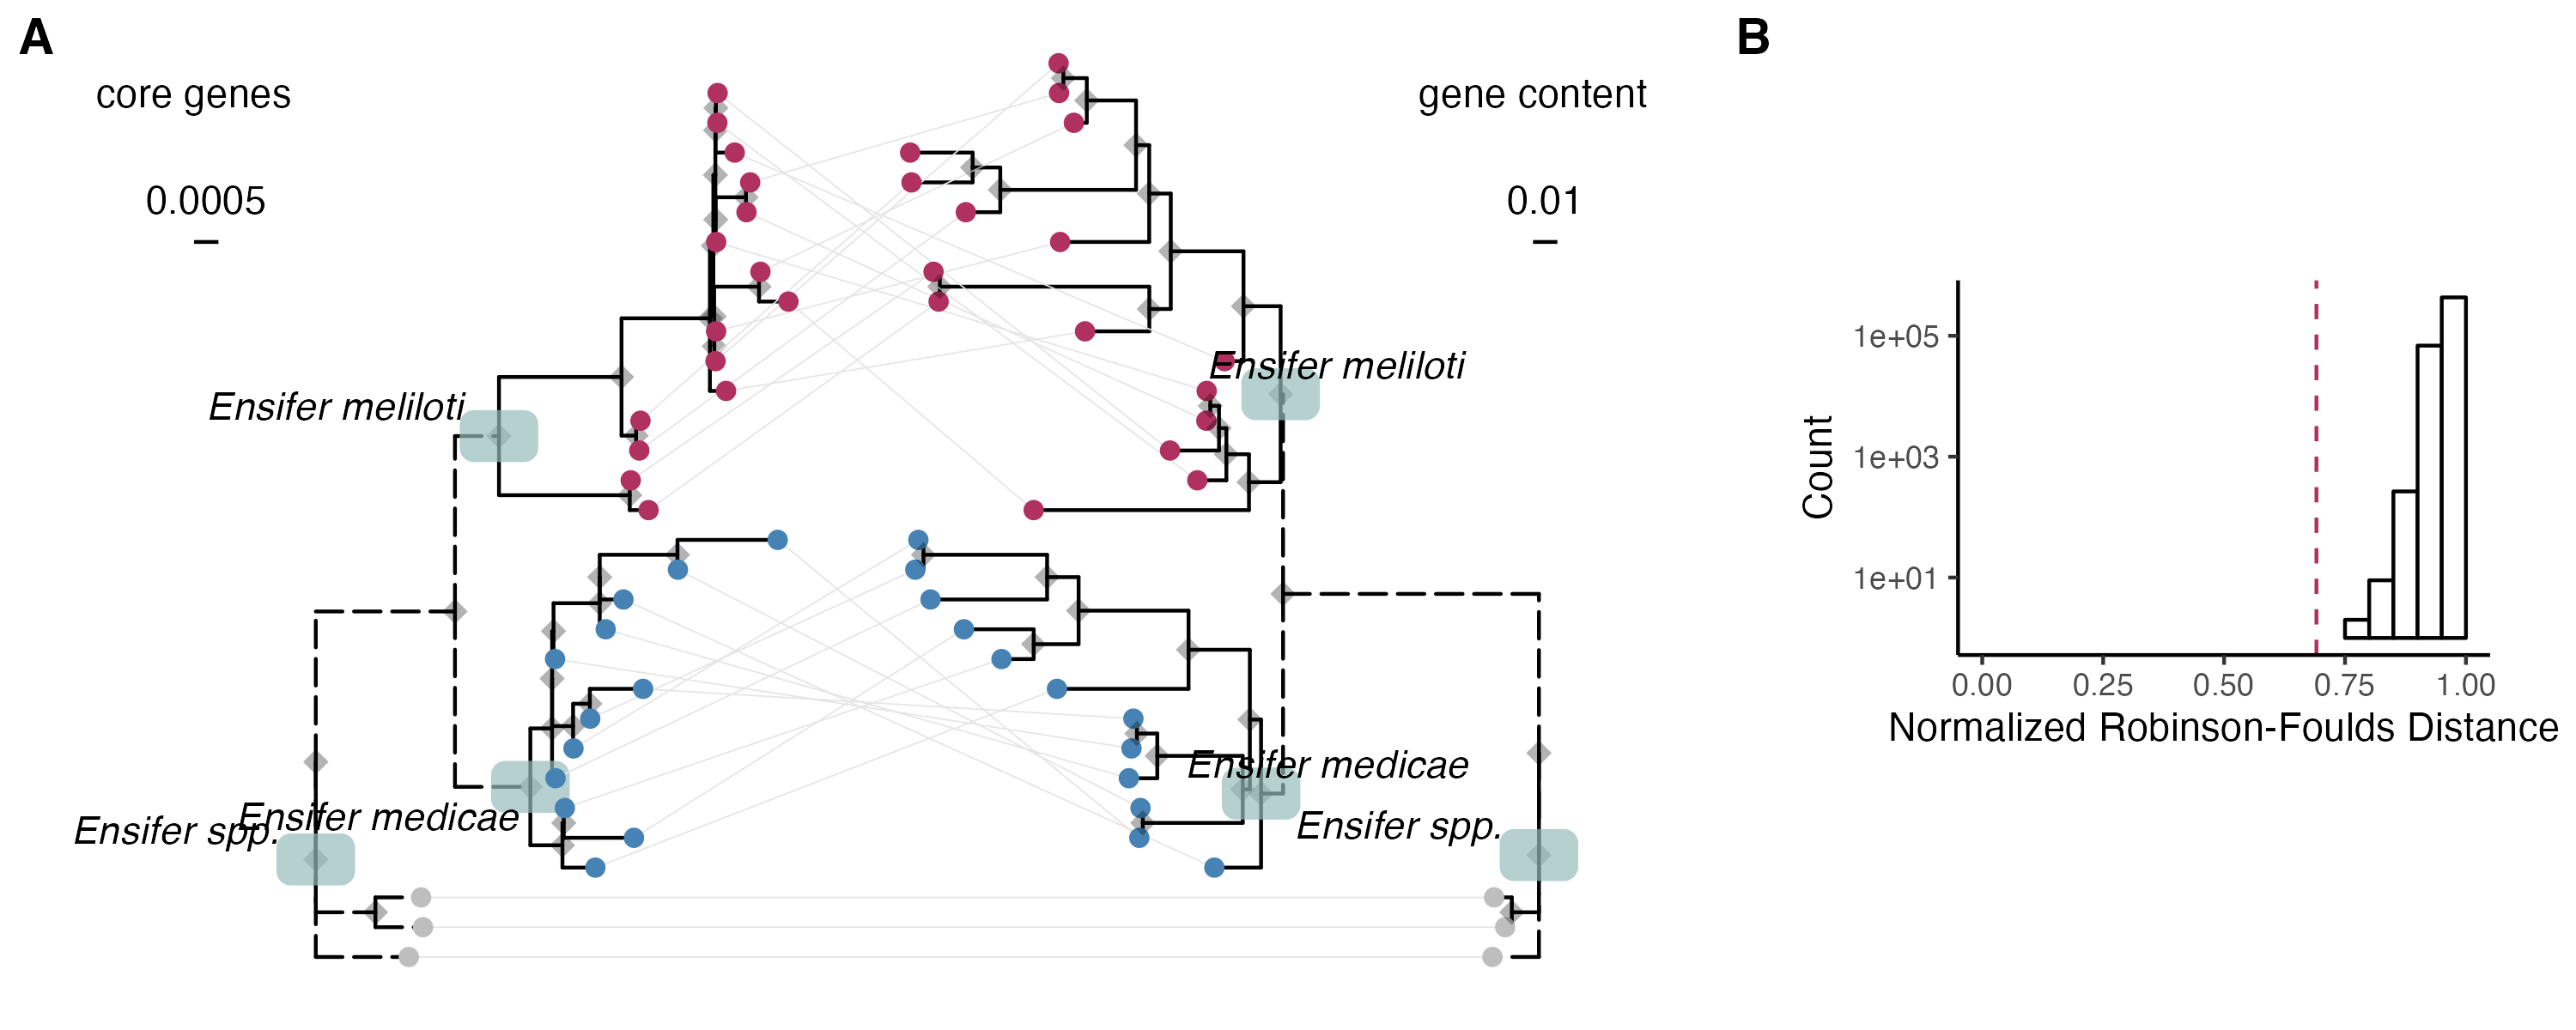 A
core genes
0.0005
gene content
0.01
Ensifer meliloti
Ensifer meliloti
Ensifer medicae
Ensifer medicae
Ensifer spp.
Ensifer spp.
B
Count
1e+05
1e+03
1e+01
0.00 0.25 0.50 0.75 1.00
Normalized Robinson-Foulds Distance